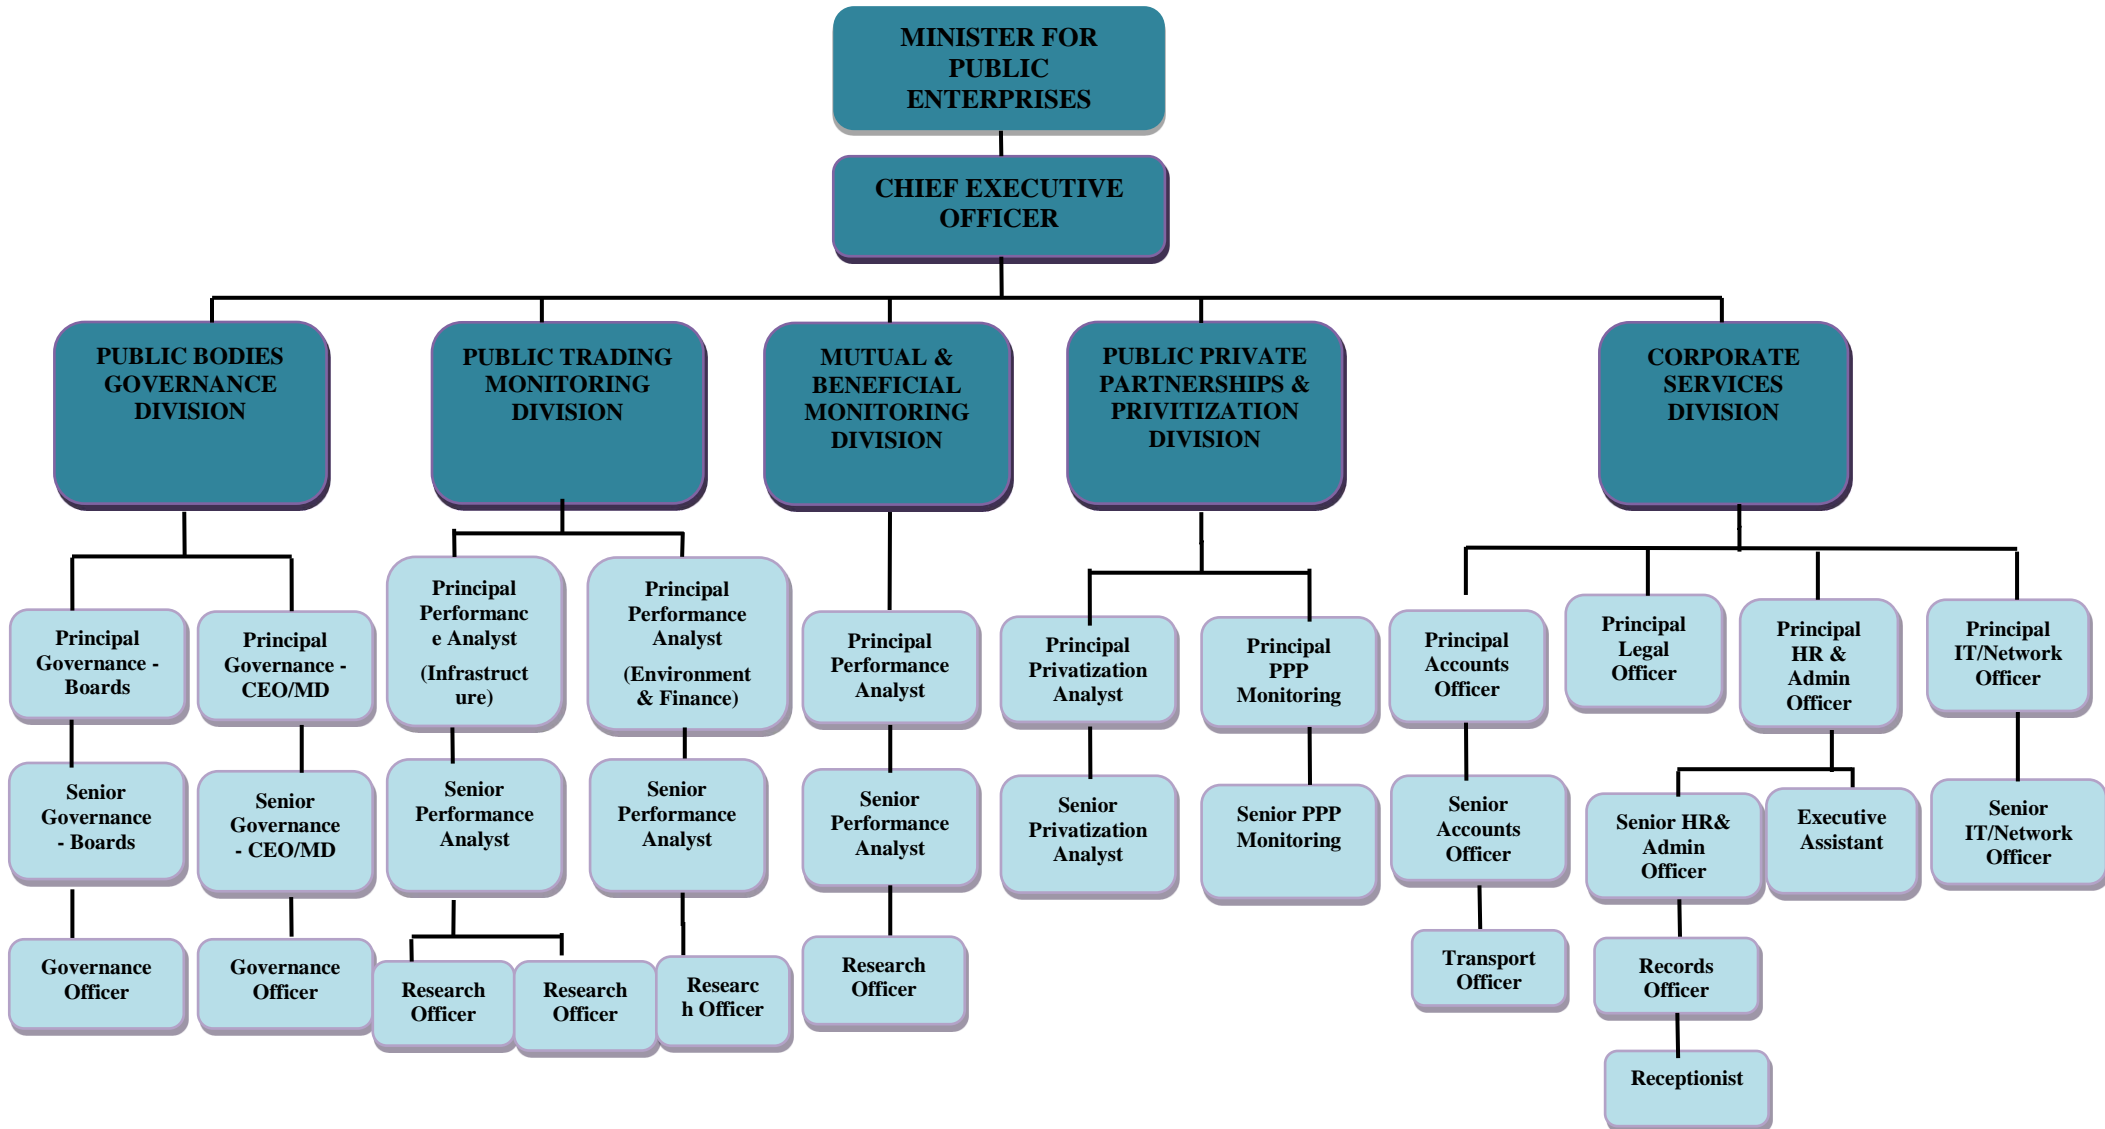 MINISTER FOR
PUBLIC
ENTERPRISES
CHIEF EXECUTIVE
OFFICER
PUBLIC BODIES
GOVERNANCE
DIVISION
PUBLIC TRADING
MONITORING
DIVISION
MUTUAL &
BENEFICIAL
MONITORING
DIVISION
PUBLIC PRIVATE
PARTNERSHIPS &
PRIVITIZATION
DIVISION
CORPORATE
SERVICES
DIVISION
Principal
Governance -
Boards
Principal
Governance -
CEO/MD
Principal
Performanc
e Analyst
(Infrastruct
ure)
Principal
Performance
Analyst
(Environment
& Finance)
Principal
Performance
Analyst
Principal
Privatization
Analyst
Principal
PPP
Monitoring
Principal
Accounts
Officer
Principal
Legal
Officer
Principal
HR &
Admin
Officer
Principal
IT/Network
Officer
Senior
Governance
- Boards
Senior
Governance
- CEO/MD
Senior
Performance
Analyst
Senior
Performance
Analyst
Senior
Performance
Analyst
Senior
Privatization
Analyst
Senior PPP
Monitoring
Senior
Accounts
Officer
Senior HR&
Admin
Officer
Executive
Assistant
Senior
IT/Network
Officer
Governance
Officer
Governance
Officer
Research
Officer
Research
Officer
Researc
h Officer
Research
Officer
Transport
Officer
Records
Officer
Receptionist